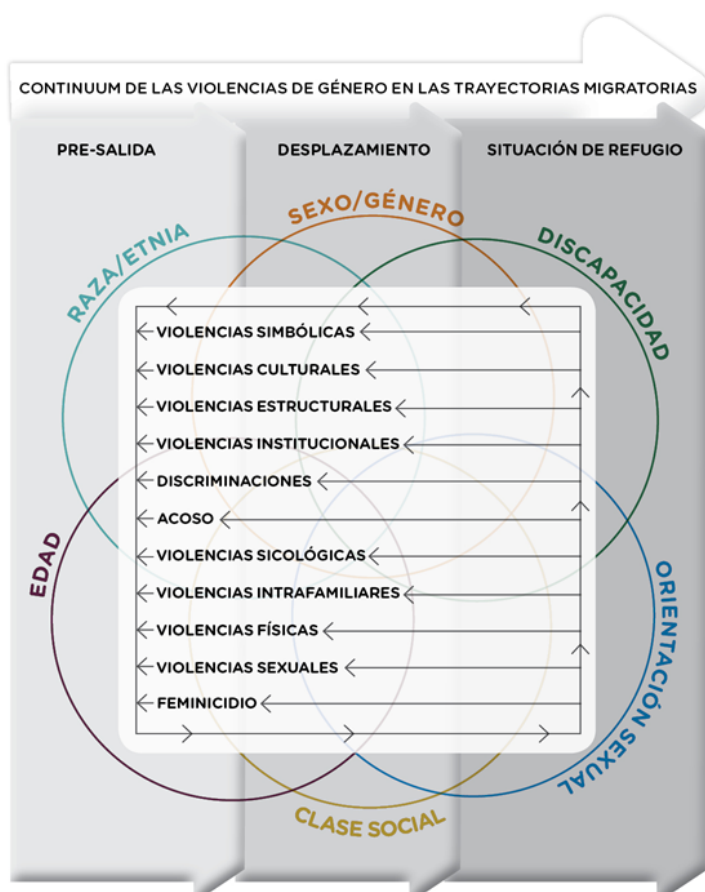 CONTINUUM DE LAS VIOLENCIAS DE GÉNERO EN LAS TRAYECTORIAS MIGRATORIAS
PRE-SALIDA
DESPLAZAMIENTO
SITUACIÓN DE REFUGIO
RAZA/ETNIA
SEXO/GÉNERO
DISCAPACIDAD
VIOLENCIAS SIMBÓLICAS
VIOLENCIAS CULTURALES
VIOLENCIAS ESTRUCTURALES
VIOLENCIAS INSTITUCIONALES
DISCRIMINACIONES
ACOSO
VIOLENCIAS SICOLÓGICAS
VIOLENCIAS INTRAFAMILIARES
VIOLENCIAS FÍSICAS
VIOLENCIAS SEXUALES
FEMINICIDIO
EDAD
ORIENTACIÓN SEXUAL
CLASE SOCIAL